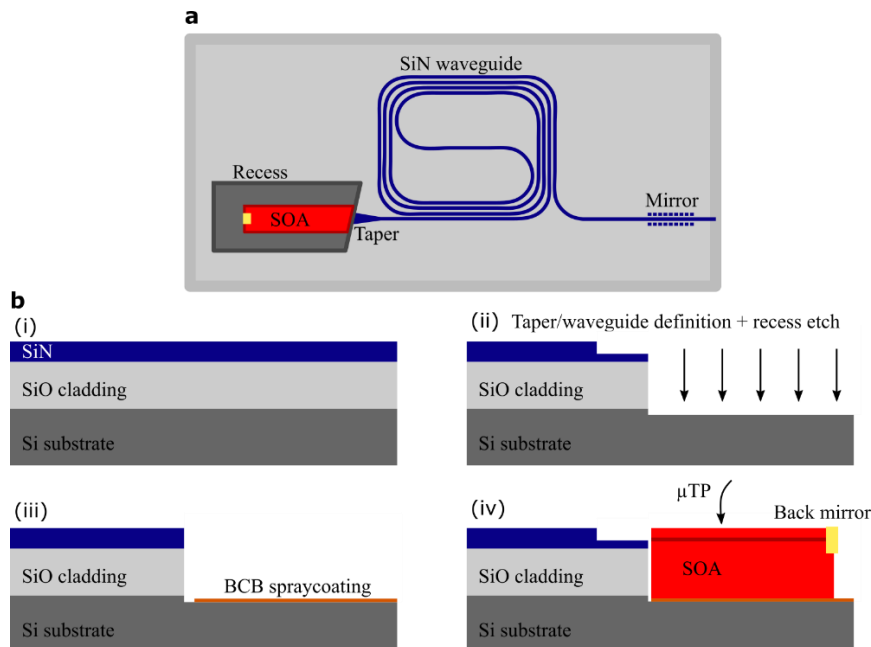 a
SiN waveguide
Recess
SOA
Taper
Mirror
b
(i)
SiN
SiO cladding
Si substrate
(ii)
Taper/waveguide definition + recess etch
SiO cladding
Si substrate
(iii)
SiO cladding
BCB spraycoating
Si substrate
(iv)
µTP
Back mirror
SiO cladding
SOA
Si substrate